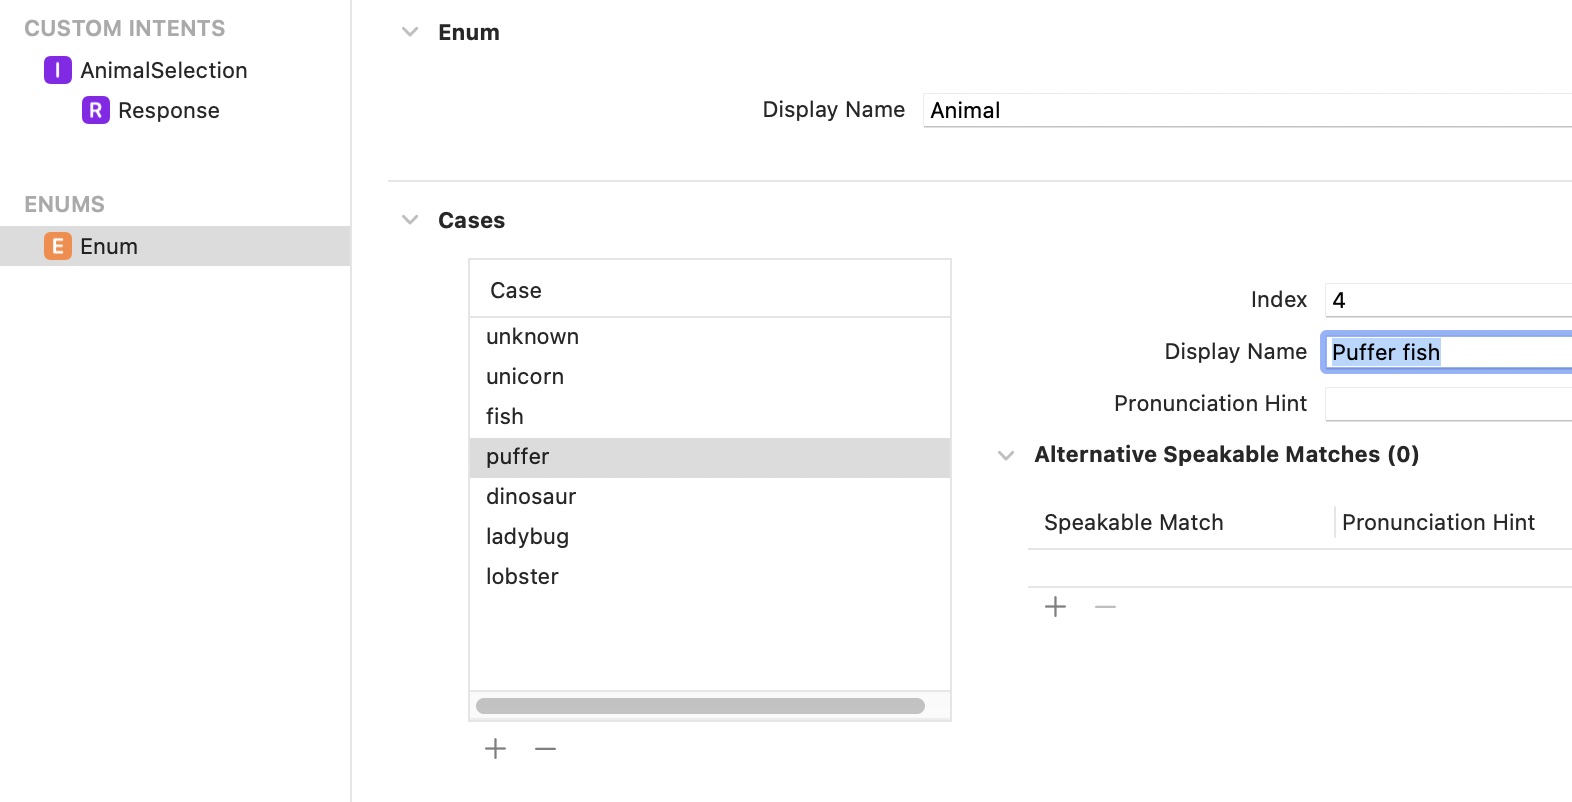 CUSTOM INTENTS
I AnimalSelection
R Response
ENUMS
E Enum
Enum
Display Name Animal
Cases
Case
unknown
unicorn
fish
puffer
dinosaur
ladybug
lobster
Index 4
Display Name Puffer fish
Pronunciation Hint
Alternative Speakable Matches (0)
Speakable Match Pronunciation Hint